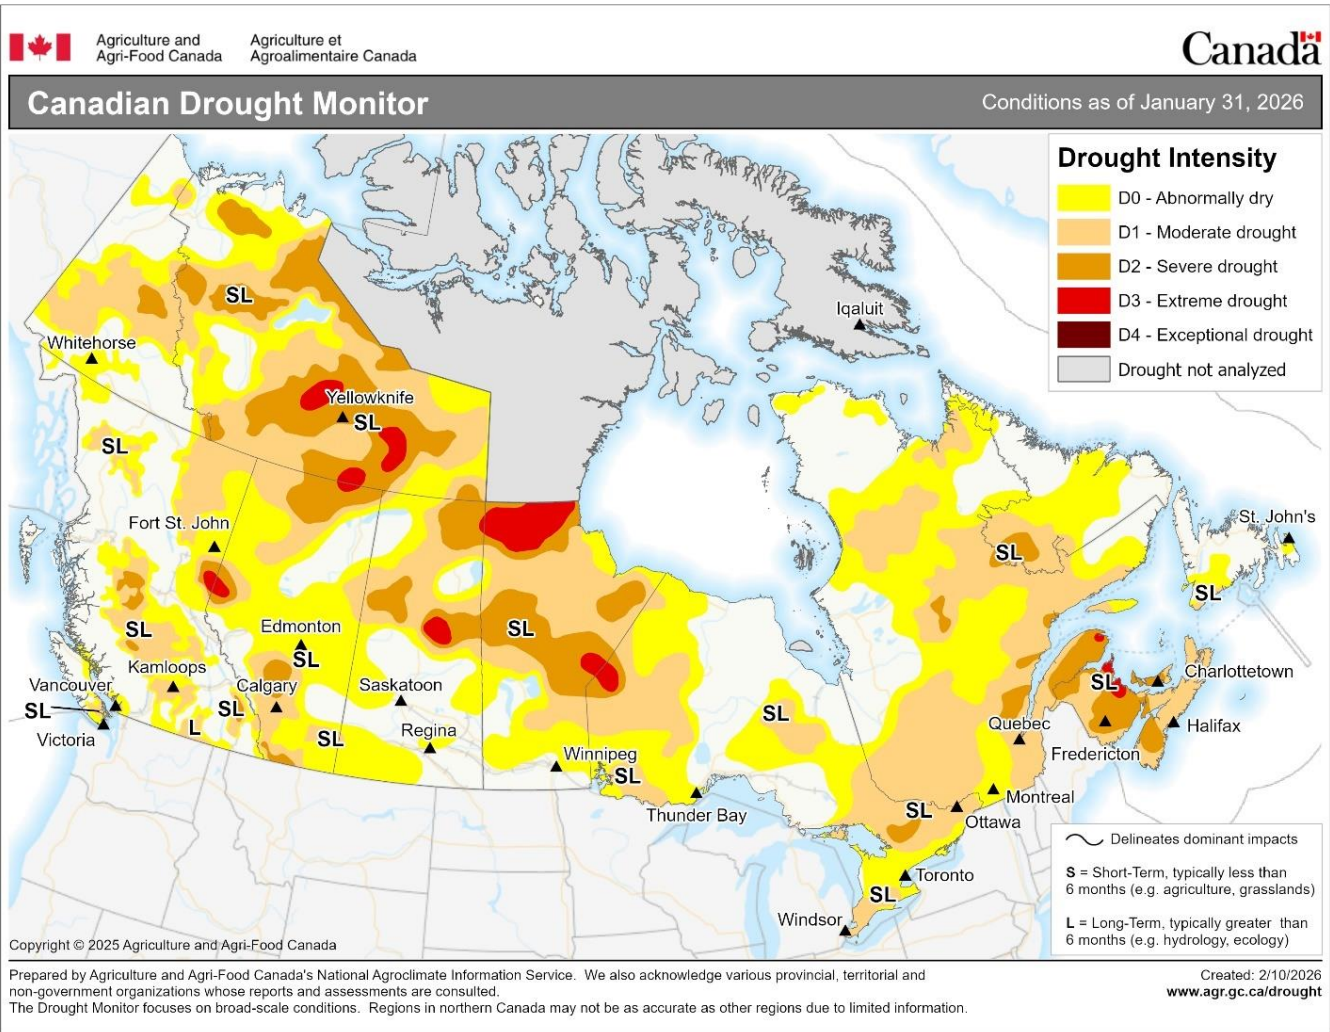 Agriculture and
Agri-Food Canada
Agriculture et
Agroalimentaire Canada
Canada
Canadian Drought Monitor
Conditions as of January 31, 2026
Drought Intensity
D0 - Abnormally dry
D1 - Moderate drought
D2 - Severe drought
D3 - Extreme drought
D4 - Exceptional drought
Drought not analyzed
SL
Iqaluit
Whitehorse
Yellowknife
SL
SL
Fort St. John
St. John's
SL
SL
Edmonton
SL
SL
SL
Kamloops
Calgary
Saskatoon
Charlottetown
SL
Vancouver
SL
SL
SL
L
SL
Victoria
Regina
Quebec
Halifax
Winnipeg
SL
Fredericton
Thunder Bay
Montreal
SL
Ottawa
Toronto
SL
Windsor
Delineates dominant impacts
S = Short-Term, typically less than
6 months (e.g. agriculture, grasslands)
L = Long-Term, typically greater than
6 months (e.g. hydrology, ecology)
Copyright © 2025 Agriculture and Agri-Food Canada
Prepared by Agriculture and Agri-Food Canada's National Agroclimate Information Service. We also acknowledge various provincial, territorial and
non-government organizations whose reports and assessments are consulted.
The Drought Monitor focuses on broad-scale conditions. Regions in northern Canada may not be as accurate as other regions due to limited information.
Created: 2/10/2026
www.agr.gc.ca/drought